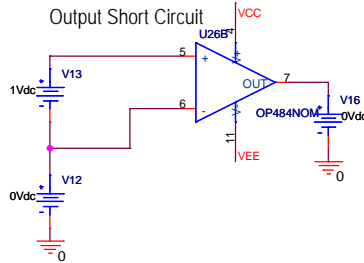 Output Short Circuit
VCC
U26B
4
5
+
V+
V13
1Vdc
OUT
7
6
-
V-
V16
OP484NOM
0Vdc
11
VEE
V12
0Vdc
0
0